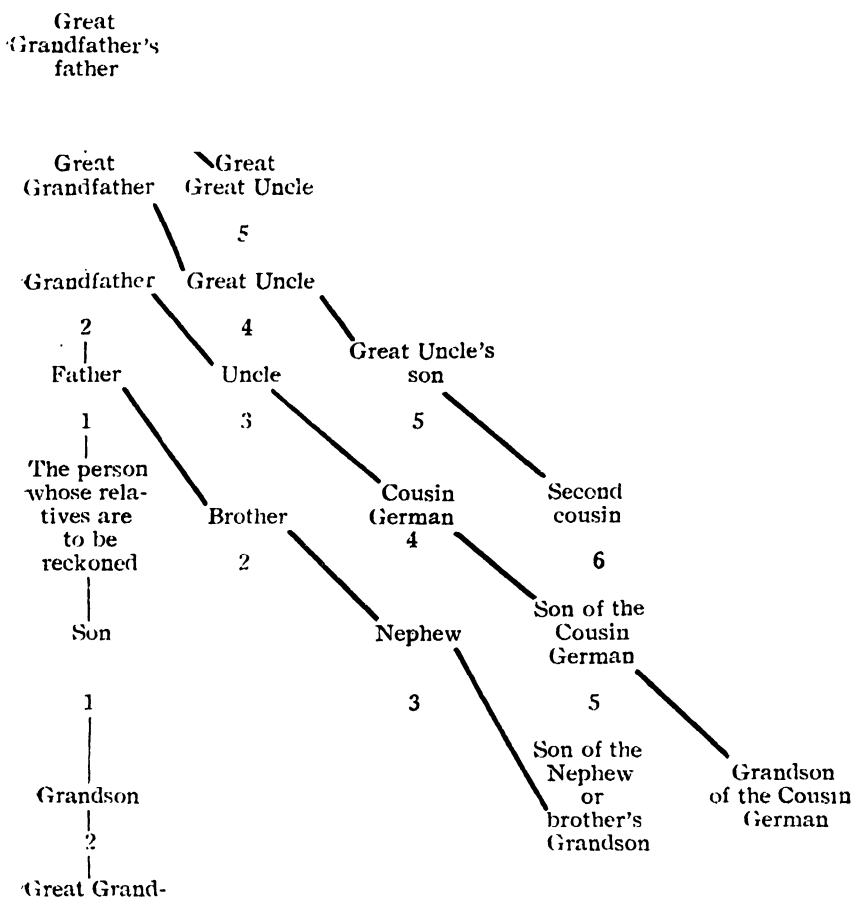 Great
Grandfather's
father
Great
Grandfather
Great
Great Uncle
5
Grandfather
Great Uncle
2
4
Great Uncle's
son
Father
Uncle
1
3
5
The person
whose rela-
tives are
to be
reckoned
Brother
Cousin
German
Second
cousin
2
4
6
Son
Nephew
Son of the
Cousin
German
1
3
5
Son of the
Nephew
or
brother's
Grandson
Grandson
of the Cousin
German
Grandson
2
Great Grand-